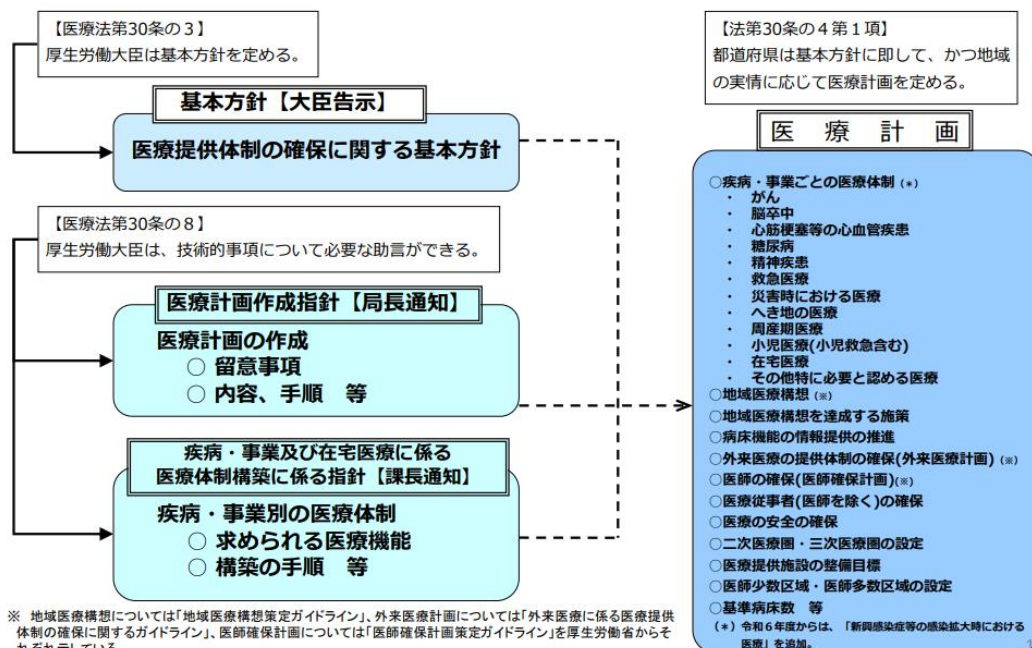 【医療法第30条の３】
厚生労働大臣は基本方針を定める。
基本方針【大臣告示】
医療提供体制の確保に関する基本方針
【医療法第30条の８】
厚生労働大臣は、技術的事項について必要な助言ができる。
医療計画作成指針【局長通知】
医療計画の作成
○ 留意事項
○ 内容、手順　等
疾病・事業及び在宅医療に係る
医療体制構築に係る指針【課長通知】
疾病・事業別の医療体制
○ 求められる医療機能
○ 構築の手順　等
※ 地域医療構想については「地域医療構想策定ガイドライン」、外来医療計画については「外来医療に係る医療提供
体制の確保に関するガイドライン」、医師確保計画については「医師確保計画策定ガイドライン」を厚生労働省からそ
れぞれ示している。
【法第30条の４第１項】
都道府県は基本方針に即して、かつ地域
の実情に応じて医療計画を定める。
医　療　計　画
○疾病・事業ごとの医療体制（*）
・ がん
・ 脳卒中
・ 心筋梗塞等の心血管疾患
・ 糖尿病
・ 精神疾患
・ 救急医療
・ 災害時における医療
・ へき地の医療
・ 周産期医療
・ 小児医療(小児救急含む)
・ 在宅医療
・ その他特に必要と認める医療
○地域医療構想（※）
○地域医療構想を達成する施策
○病床機能の情報提供の推進
○外来医療の提供体制の確保(外来医療計画)（※）
○医師の確保(医師確保計画)(※)
○医療従事者(医師を除く)の確保
○医療の安全の確保
○二次医療圏・三次医療圏の設定
○医療提供施設の整備目標
○医師少数区域・医師多数区域の設定
○基準病床数　等
（*）令和６年度からは、「新興感染症等の感染拡大時における
医療」を追加。